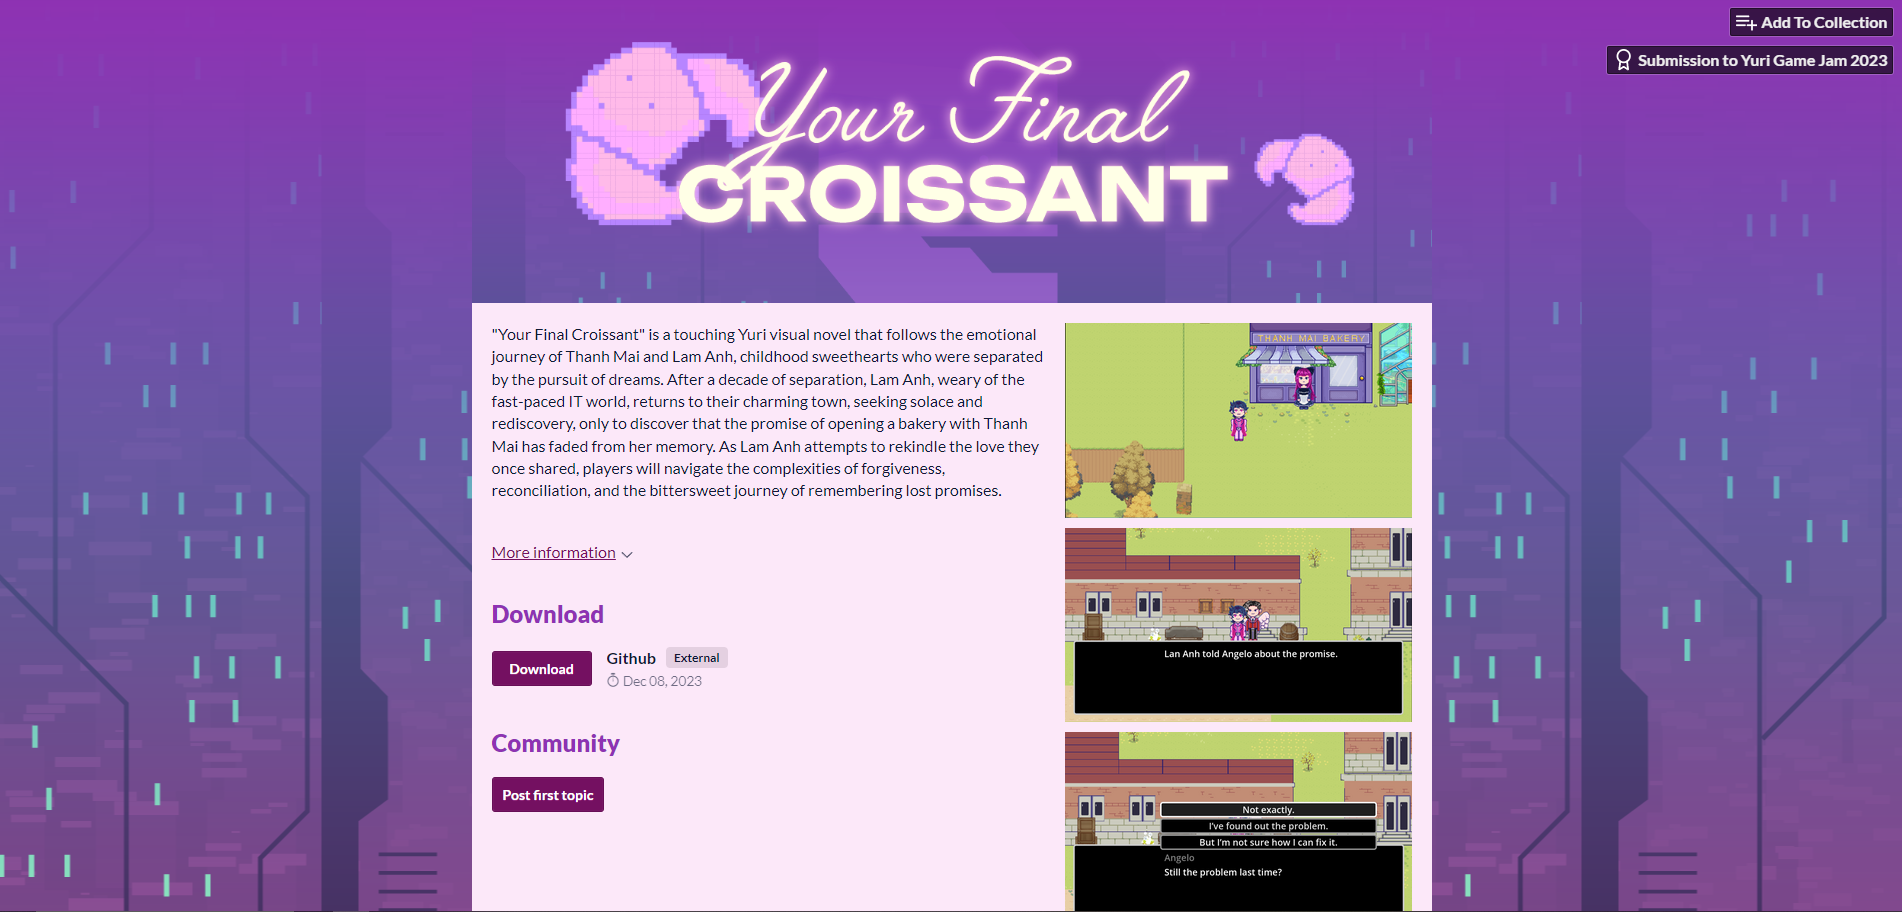 Add To Collection
Submission to Yuri Game Jam 2023
Your Final
CROISSANT
"Your Final Croissant" is a touching Yuri visual novel that follows the emotional
journey of Thanh Mai and Lam Anh, childhood sweethearts who were separated
by the pursuit of dreams. After a decade of separation, Lam Anh, weary of the
fast-paced IT world, returns to their charming town, seeking solace and
rediscovery, only to discover that the promise of opening a bakery with Thanh
Mai has faded from her memory. As Lam Anh attempts to rekindle the love they
once shared, players will navigate the complexities of forgiveness,
reconciliation, and the bittersweet journey of remembering lost promises.
More information
Download
Download
Github External
Dec 08, 2023
Community
Post first topic
THANH MAI BAKERY
Lan Anh told Angelo about the promise.
Not exactly.
I've found out the problem.
But I'm not sure how I can fix it.
Angelo
Still the problem last time?